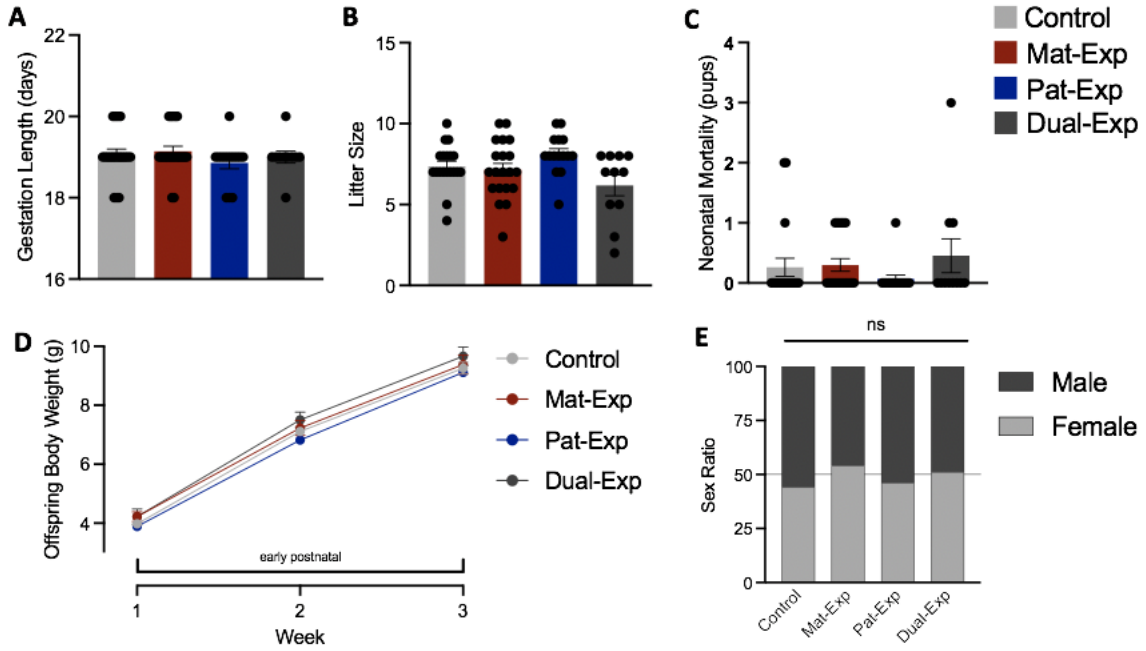 A
Gestation Length (days)
22
20
18
16
B
Litter Size
15
10
5
0
C
Neonatal Mortality (pups)
4
3
2
1
0
Control
Mat-Exp
Pat-Exp
Dual-Exp
D
Offspring Body Weight (g)
10
8
6
4
early postnatal
1 2 3
Week
Control
Mat-Exp
Pat-Exp
Dual-Exp
E
ns
Sex Ratio
100
75
50
25
0
Control Mat-Exp Pat-Exp Dual-Exp
Male
Female